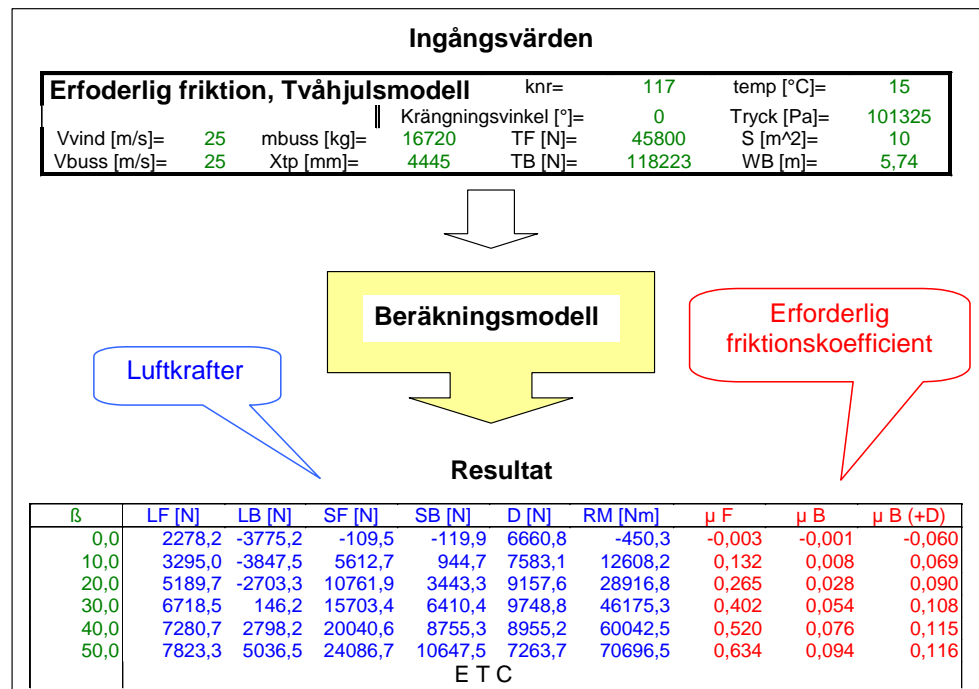 Ingångsvärden
Erfoderlig friktion, Tvåhjulsmodell knr= 117 temp [°C]= 15
Krängningsvinkel [°]= 0 Tryck [Pa]= 101325
Vvind [m/s]= 25 mbuss [kg]= 16720 TF [N]= 45800 S [m^2]= 10
Vbuss [m/s]= 25 Xtp [mm]= 4445 TB [N]= 118223 WB [m]= 5,74
Beräkningsmodell
Erforderlig
friktionskoefficient
Luftkrafter
Resultat
ß LF [N] LB [N] SF [N] SB [N] D [N] RM [Nm] µ F µ B µ B (+D)
0,0 2278,2 -3775,2 -109,5 -119,9 6660,8 -450,3 -0,003 -0,001 -0,060
10,0 3295,0 -3847,5 5612,7 944,7 7583,1 12608,2 0,132 0,008 0,069
20,0 5189,7 -2703,3 10761,9 3443,3 9157,6 28916,8 0,265 0,028 0,090
30,0 6718,5 146,2 15703,4 6410,4 9748,8 46175,3 0,402 0,054 0,108
40,0 7280,7 2798,2 20040,6 8755,3 8955,2 60042,5 0,520 0,076 0,115
50,0 7823,3 5036,5 24086,7 10647,5 7263,7 70696,5 0,634 0,094 0,116
E T C